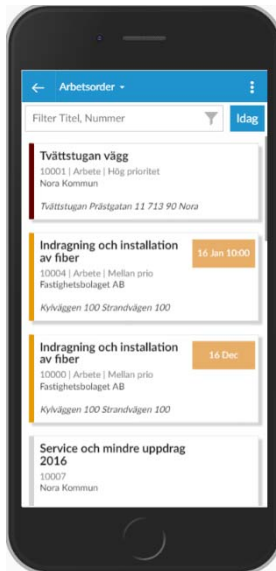 Arbetsorder
Filter Titel, Nummer
Idag
Tvättstugan vägg
10001 | Arbete | Hög prioritet
Nora Kommun
Tvättstugan Prästgatan 11 713 90 Nora
Indragning och installation
av fiber
16 Jan 10:00
10004 | Arbete | Mellan prio
Fastighetsbolaget AB
Kylväggen 100 Strandvägen 100
Indragning och installation
av fiber
16 Dec
10000 | Arbete | Mellan prio
Fastighetsbolaget AB
Kylväggen 100 Strandvägen 100
Service och mindre uppdrag
2016
10007
Nora Kommun